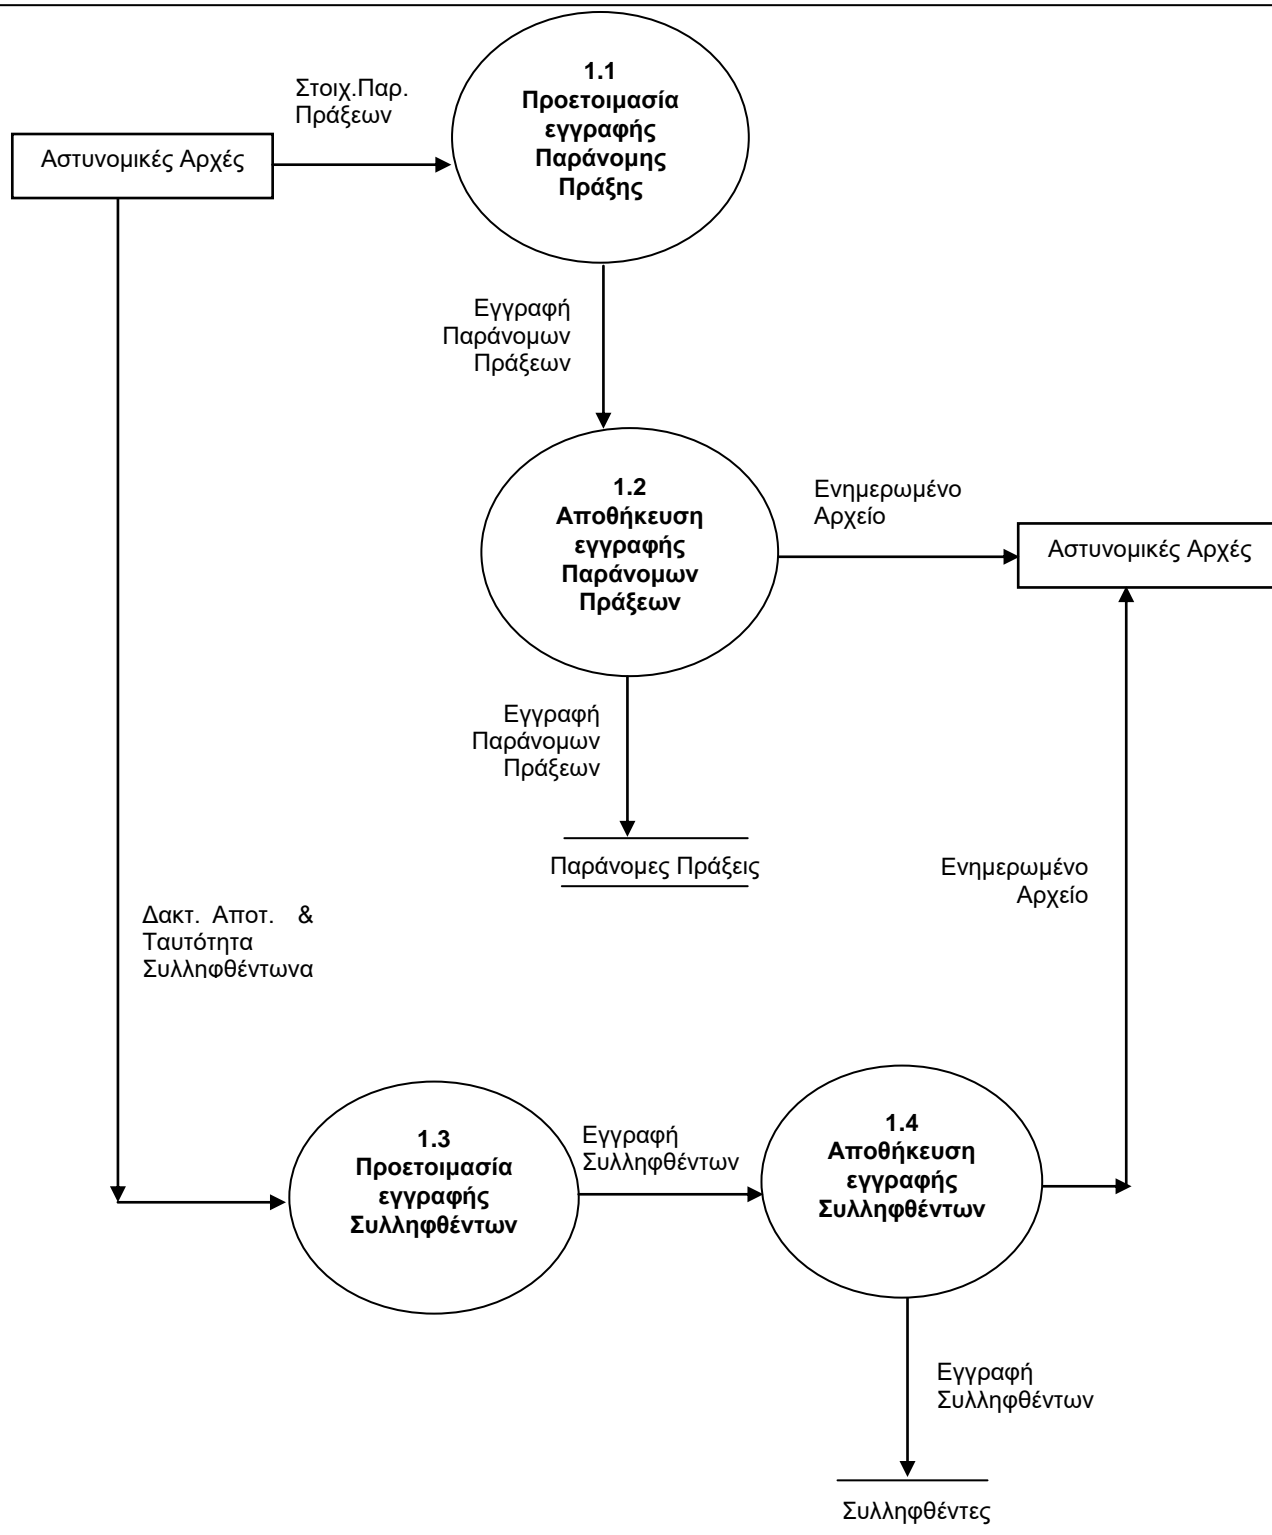 1.1
Προετοιμασία
εγγραφής
Παράνομης
Πράξης
Στοιχ.Παρ.
Πράξεων
Αστυνομικές Αρχές
Εγγραφή
Παράνομων
Πράξεων
1.2
Αποθήκευση
εγγραφής
Παράνομων
Πράξεων
Ενημερωμένο
Αρχείο
Αστυνομικές Αρχές
Εγγραφή
Παράνομων
Πράξεων
Παράνομες Πράξεις
Ενημερωμένο
Αρχείο
Δακτ. Αποτ. &
Ταυτότητα
Συλληφθέντωνα
1.3
Προετοιμασία
εγγραφής
Συλληφθέντων
Εγγραφή
Συλληφθέντων
1.4
Αποθήκευση
εγγραφής
Συλληφθέντων
Εγγραφή
Συλληφθέντων
Συλληφθέντες